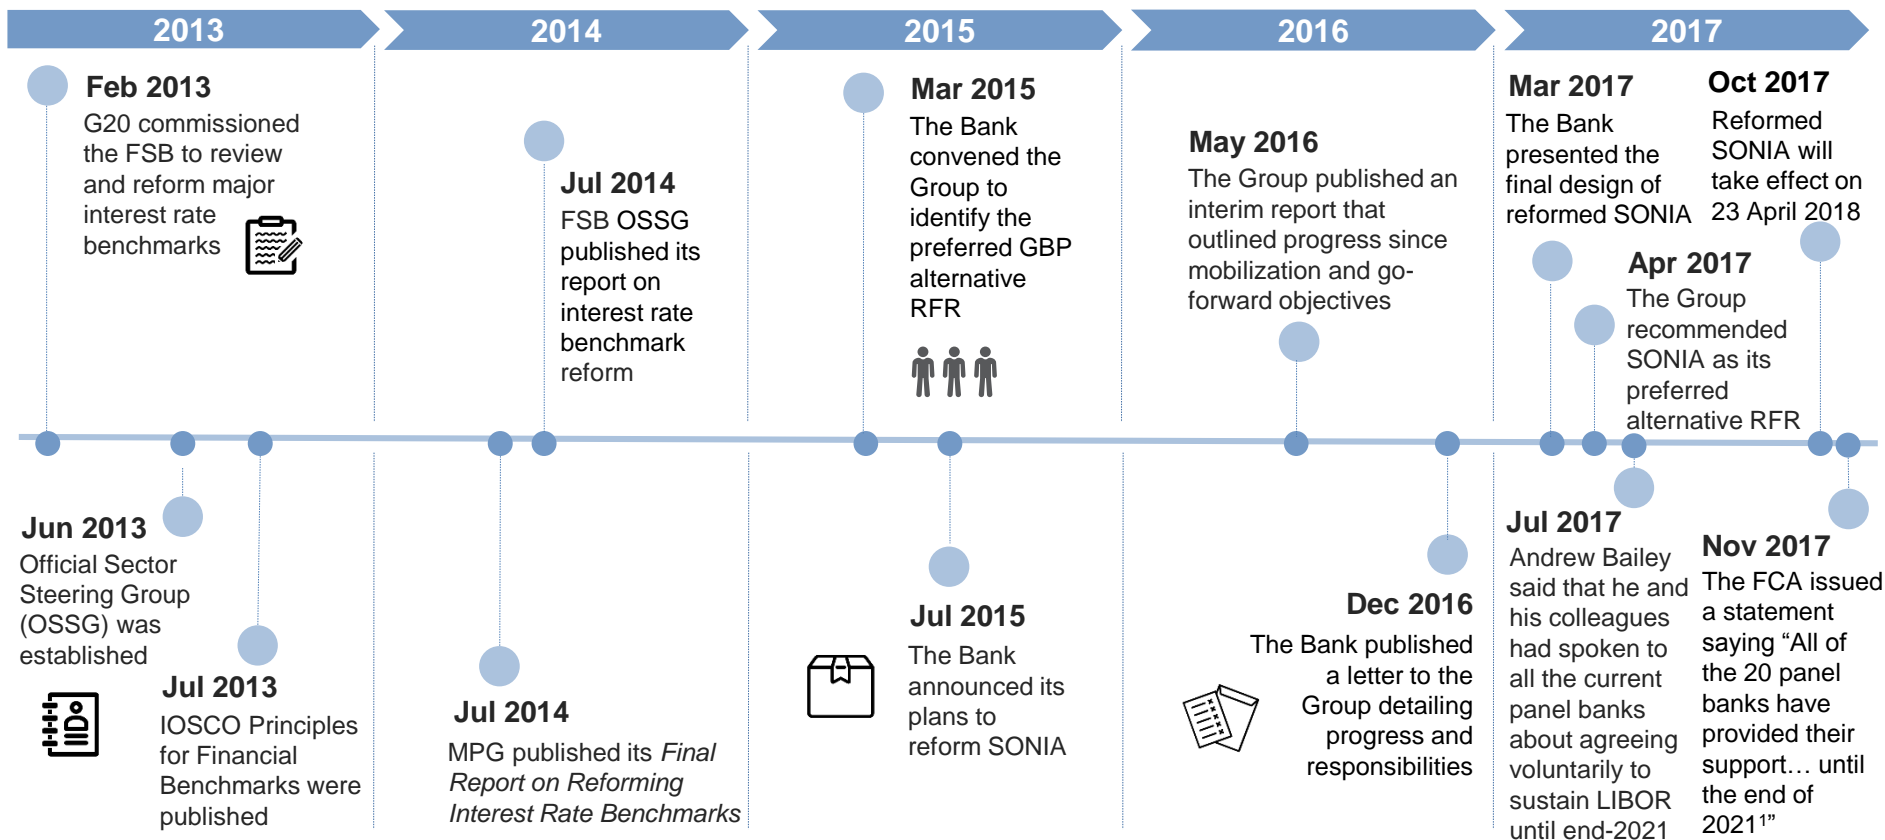 2013
2014
2015
2016
2017
Feb 2013
G20 commissioned
the FSB to review
and reform major
interest rate
benchmarks
Jun 2013
Official Sector
Steering Group
(OSSG) was
established
Jul 2013
IOSCO Principles
for Financial
Benchmarks were
published
Jul 2014
FSB OSSG
published its
report on
interest rate
benchmark
reform
Jul 2014
MPG published its Final
Report on Reforming
Interest Rate Benchmarks
Mar 2015
The Bank
convened the
Group to
identify the
preferred GBP
alternative
RFR
Jul 2015
The Bank
announced its
plans to
reform SONIA
May 2016
The Group published an
interim report that
outlined progress since
mobilization and go-
forward objectives
Dec 2016
The Bank published
a letter to the
Group detailing
progress and
responsibilities
Mar 2017
The Bank
presented the
final design of
reformed SONIA
Apr 2017
The Group
recommended
SONIA as its
preferred
alternative RFR
Jul 2017
Andrew Bailey
said that he and
his colleagues
had spoken to
all the current
panel banks
about agreeing
voluntarily to
sustain LIBOR
until end-2021
Oct 2017
Reformed
SONIA will
take effect on
23 April 2018
Nov 2017
The FCA issued
a statement
saying “All of
the 20 panel
banks have
provided their
support… until
the end of
2021¹”